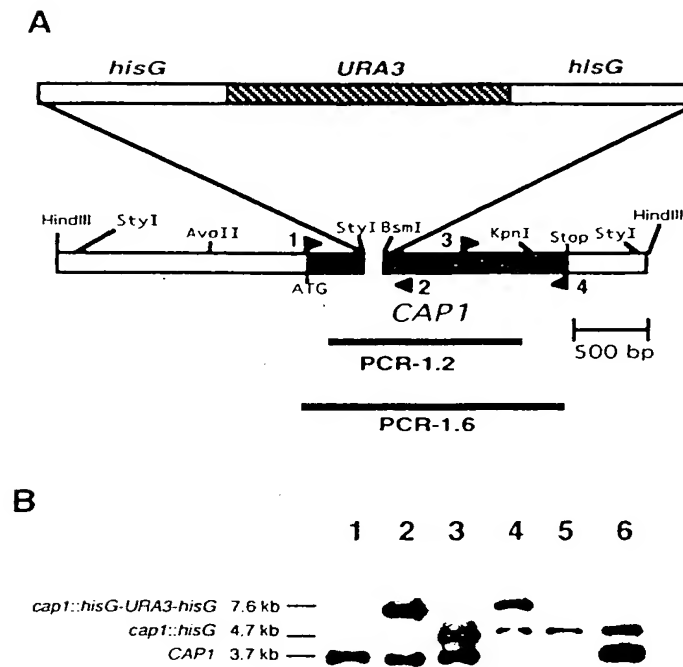 A
hisG URA3 hisG
HindIII StyI AvaII 1 StyI BsmI 3 KpnI Stop StyI HindIII
ATG 2 4
CAP1
500 bp
PCR-1.2
PCR-1.6
B
1 2 3 4 5 6
cap1::hisG-URA3-hisG 7.6 kb
cap1::hisG 4.7 kb
CAP1 3.7 kb